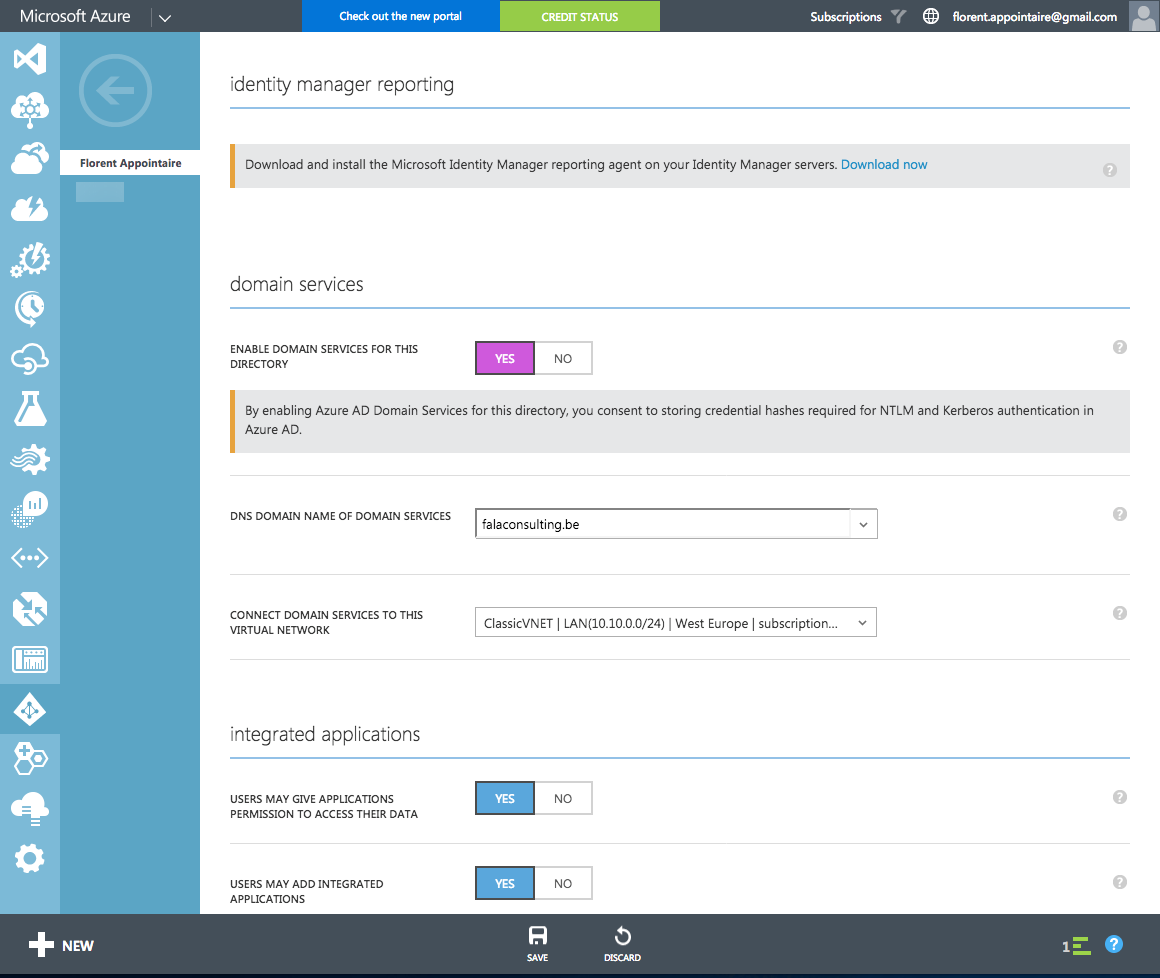 Microsoft Azure
Check out the new portal
CREDIT STATUS
Subscriptions
florent.appointaire@gmail.com
Florent Appointaire
identity manager reporting
Download and install the Microsoft Identity Manager reporting agent on your Identity Manager servers. Download now
?
domain services
ENABLE DOMAIN SERVICES FOR THIS
DIRECTORY
YES
NO
?
By enabling Azure AD Domain Services for this directory, you consent to storing credential hashes required for NTLM and Kerberos authentication in
Azure AD.
DNS DOMAIN NAME OF DOMAIN SERVICES
falaconsulting.be
?
CONNECT DOMAIN SERVICES TO THIS
VIRTUAL NETWORK
ClassicVNET | LAN(10.10.0.0/24) | West Europe | subscription...
?
integrated applications
USERS MAY GIVE APPLICATIONS
PERMISSION TO ACCESS THEIR DATA
YES
NO
?
USERS MAY ADD INTEGRATED
APPLICATIONS
YES
NO
?
NEW
SAVE
DISCARD
1
?